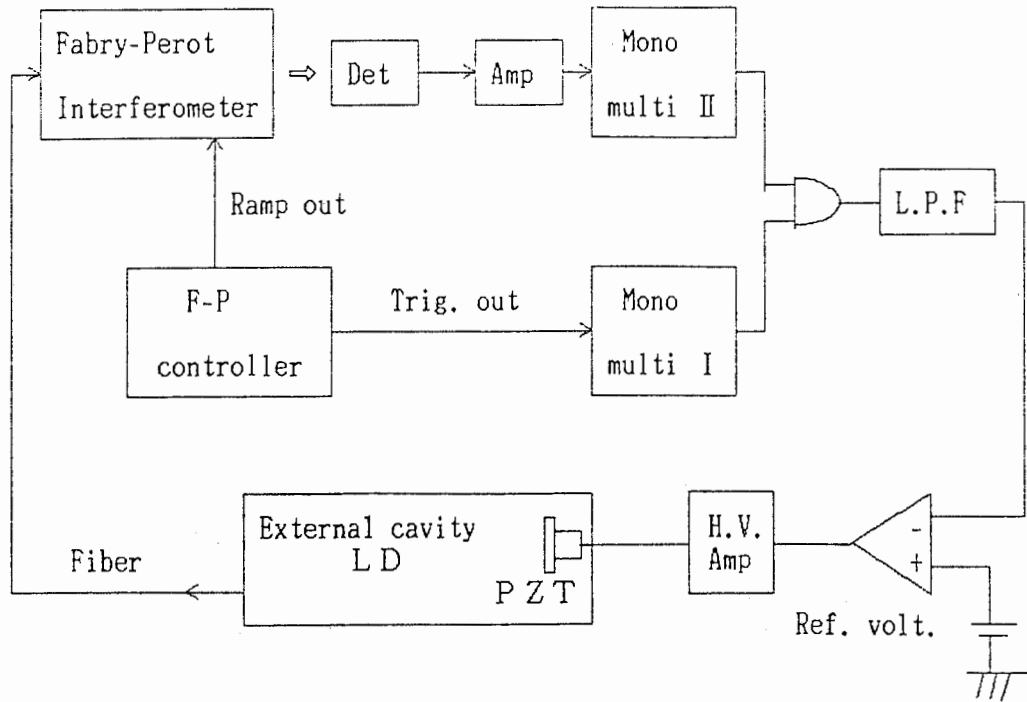 Fabry-Perot
Interferometer
⇒
Det
Amp
Mono
multi Ⅱ
Ramp out
L.P.F
F-P
controller
Trig. out
Mono
multi Ⅰ
External cavity
LD
PZT
H.V.
Amp
-
+
Fiber
Ref. volt.